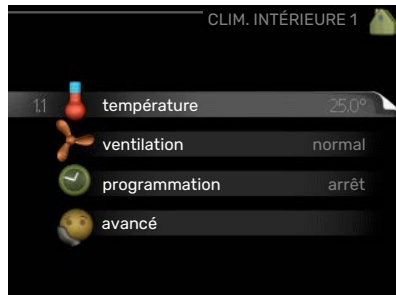 CLIM. INTÉRIEURE 1
1.1 température 25.0°
ventilation normal
programmation arrêt
avancé